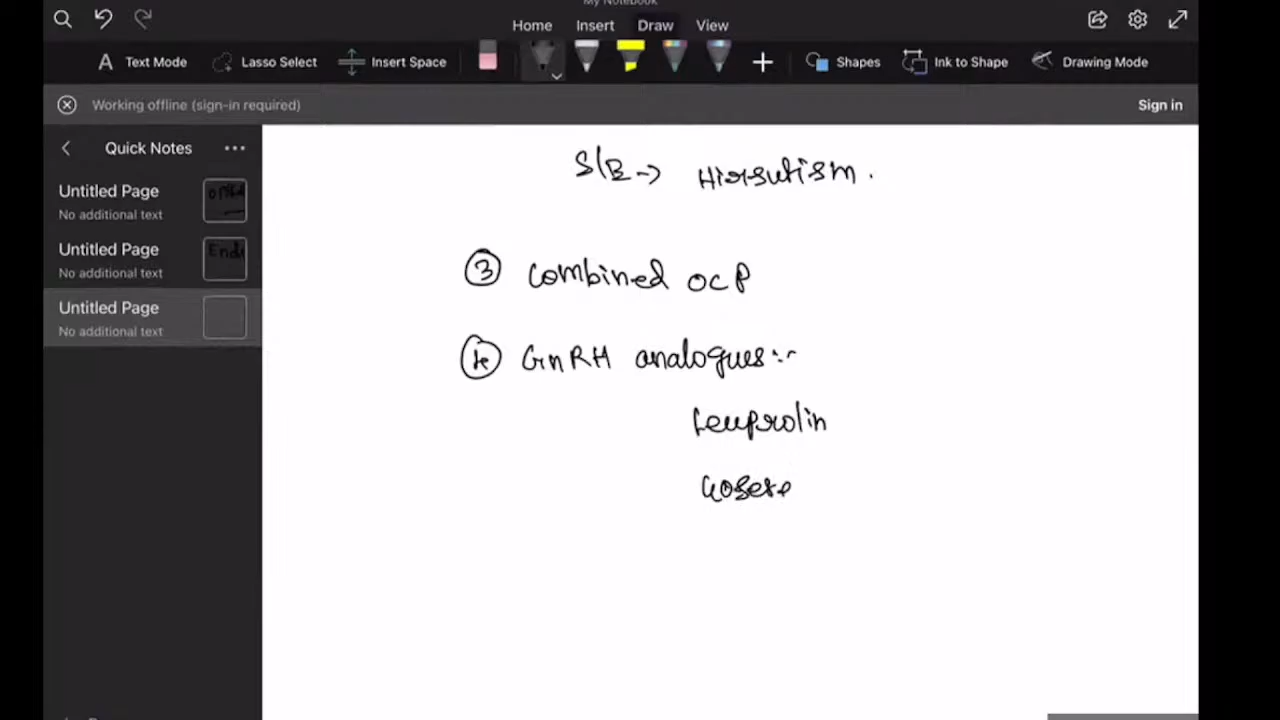 My Notebook
Home Insert Draw View
Text Mode Lasso Select Insert Space Shapes Ink to Shape Drawing Mode
Working offline (sign-in required) Sign in
Quick Notes
Untitled Page
No additional text
Untitled Page
No additional text
Untitled Page
No additional text
S/E → Hirsutism.
③ Combined OCP
④ GnRH analogues:-
Leuprolin
Gosere